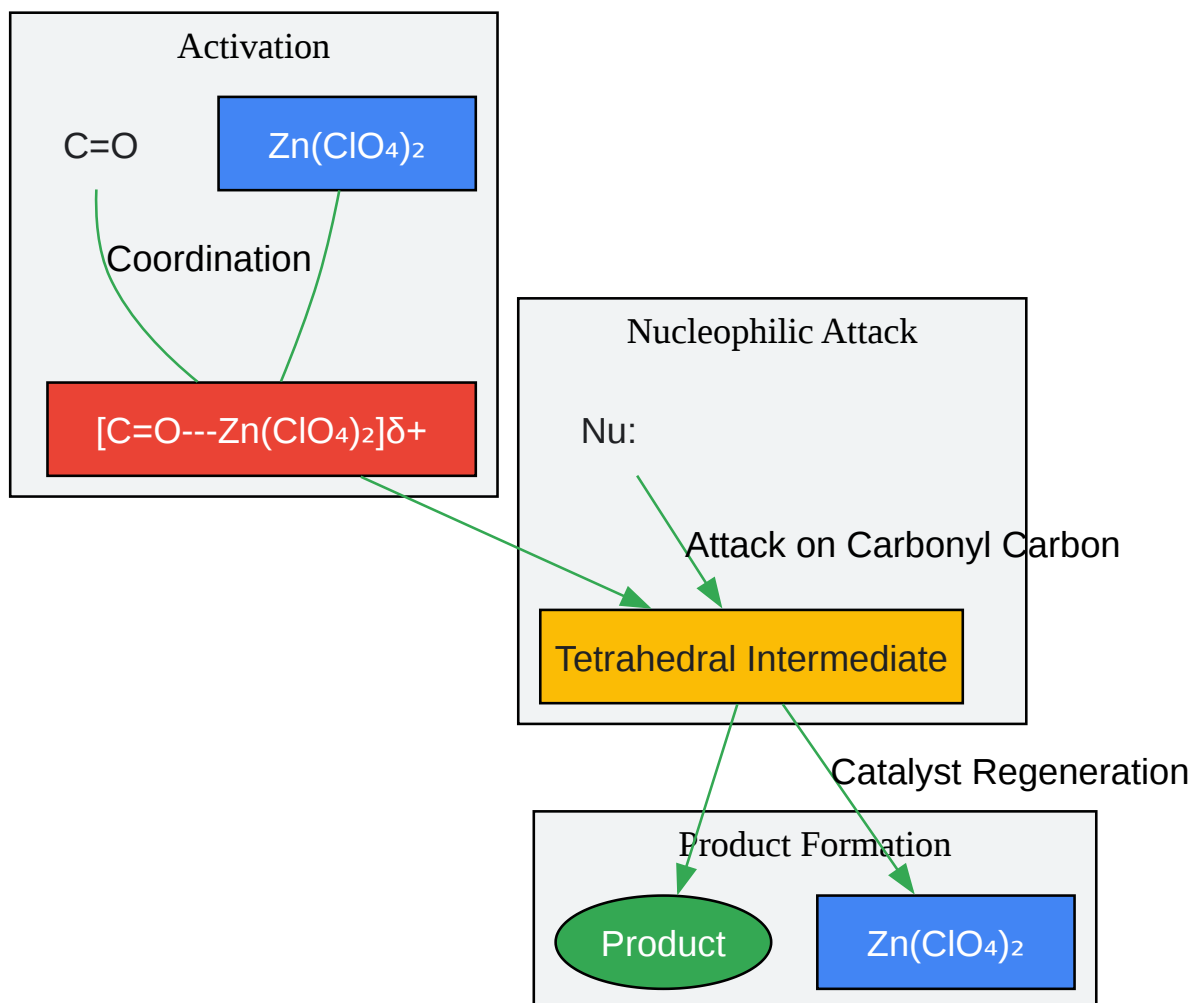 Activation
C=O
Zn(ClO₄)₂
Coordination
[C=O---Zn(ClO₄)₂]δ+
Nucleophilic Attack
Nu:
Attack on Carbonyl Carbon
Tetrahedral Intermediate
Catalyst Regeneration
Product Formation
Product
Zn(ClO₄)₂